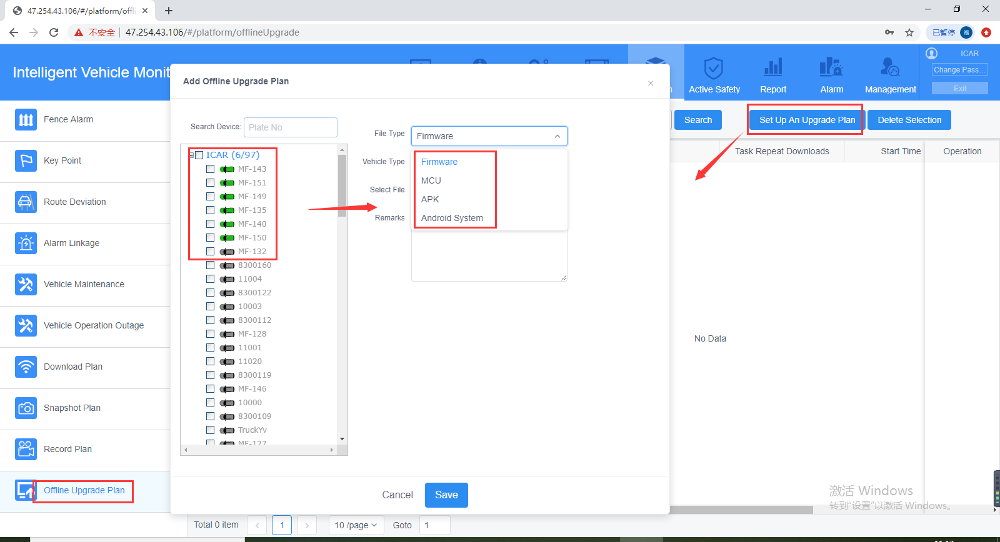 47.254.43.106/#/platform/offli
不安全
47.254.43.106/#/platform/offlineUpgrade
已暂停
福
Intelligent Vehicle Monit
Active Safety
Report
Alarm
Management
ICAR
Change Pass...
Exit
Fence Alarm
Key Point
Route Deviation
Alarm Linkage
Vehicle Maintenance
Vehicle Operation Outage
Download Plan
Snapshot Plan
Record Plan
Offline Upgrade Plan
Search
Set Up An Upgrade Plan
Delete Selection
Task Repeat Downloads
Start Time
Operation
No Data
Add Offline Upgrade Plan
Search Device:
Plate No
ICAR (6/97)
MF-143
MF-151
MF-149
MF-135
MF-140
MF-150
MF-132
8300160
11004
8300122
10003
8300112
MF-128
11001
11020
8300119
MF-146
10000
8300109
TruckYv
MF-127
File Type
Firmware
Vehicle Type
Select File
Remarks
Firmware
MCU
APK
Android System
Cancel
Save
Total 0 item
1
10 /page
Goto
1
激活 Windows
转到"设置"以激活 Windows。